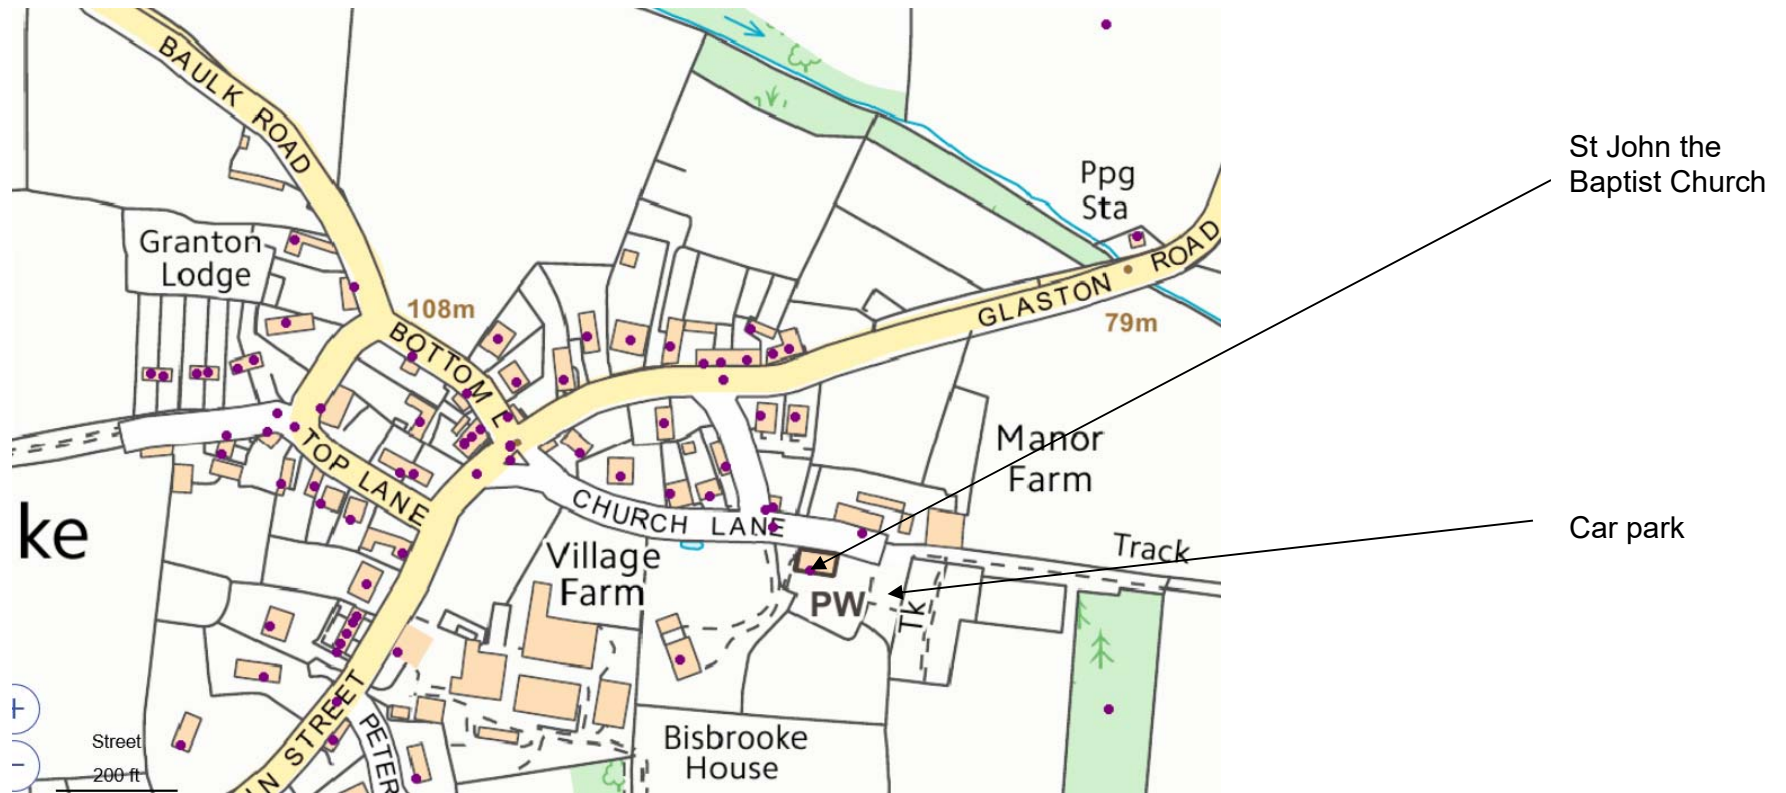 BAULK ROAD
St John the
Baptist Church
Ppg
Sta
Granton
Lodge
GLASTON ROAD
108m
79m
BOTTOM L
Manor
Farm
TOP LANE
CHURCH LANE
ke
Car park
Track
Village
Farm
PW
Tk
+
IN STREET
PETER
Bisbrooke
House
Street
200 ft
−